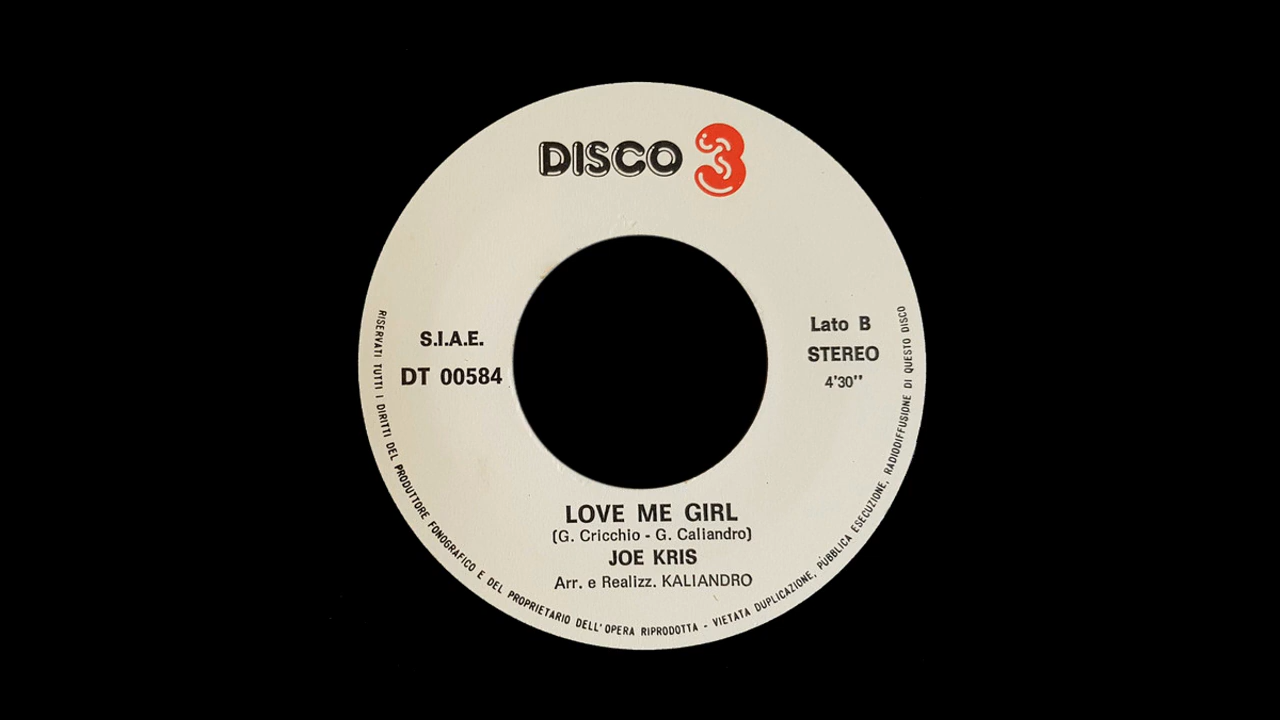 DISCO 3
S.I.A.E.
DT 00584
Lato B
STEREO
4'30"
LOVE ME GIRL
(G. Cricchio - G. Caliandro)
JOE KRIS
Arr. e Realizz. KALIANDRO
RISERVATI TUTTI I DIRITTI DEL PRODUTTORE FONOGRAFICO E DEL PROPRIETARIO DELL'OPERA RIPRODOTTA - VIETATA DUPLICAZIONE, PUBBLICA ESECUZIONE, RADIODIFFUSIONE DI QUESTO DISCO